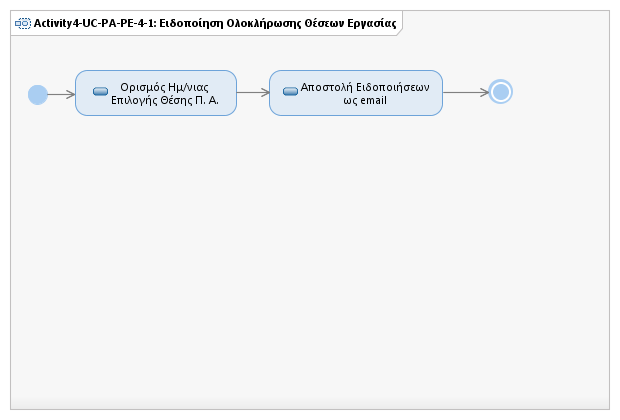 Activity4-UC-PA-PE-4-1: Ειδοποίηση Ολοκλήρωσης Θέσεων Εργασίας
Ορισμός Ημ/νιας
Επιλογής Θέσης Π. Α.
Αποστολή Ειδοποιήσεων
ως email